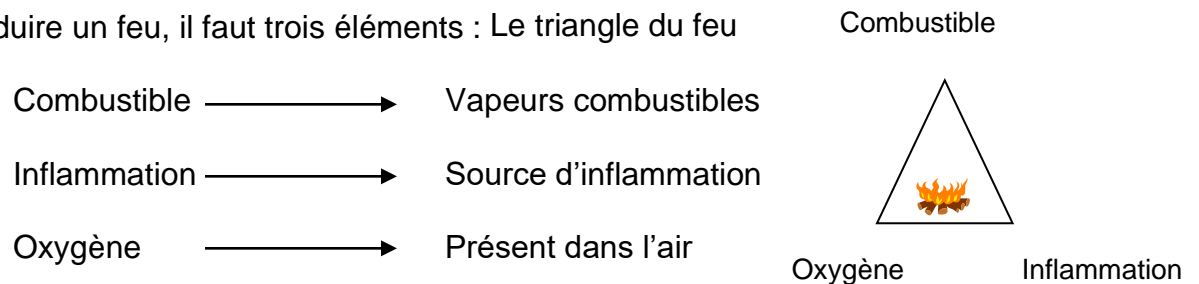 duire un feu, il faut trois éléments : Le triangle du feu
Combustible
Combustible Vapeurs combustibles
Inflammation Source d’inflammation
Oxygène Présent dans l’air
Oxygène Inflammation